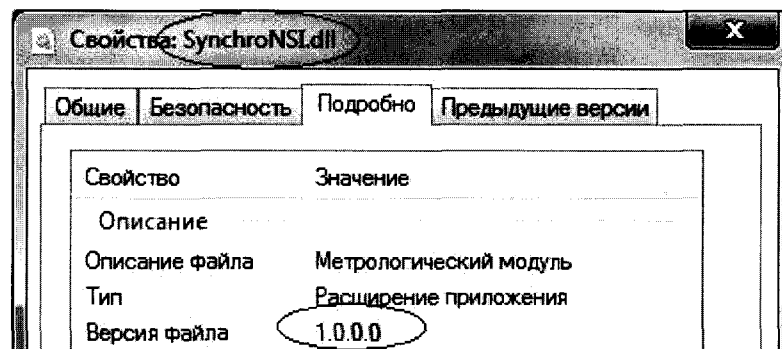 Свойства: SynchroNSI.dll
x
Общие Безопасность Подробно Предыдущие версии
Свойство Значение
Описание
Описание файла Метрологический модуль
Тип Расширение приложения
Версия файла 1.0.0.0